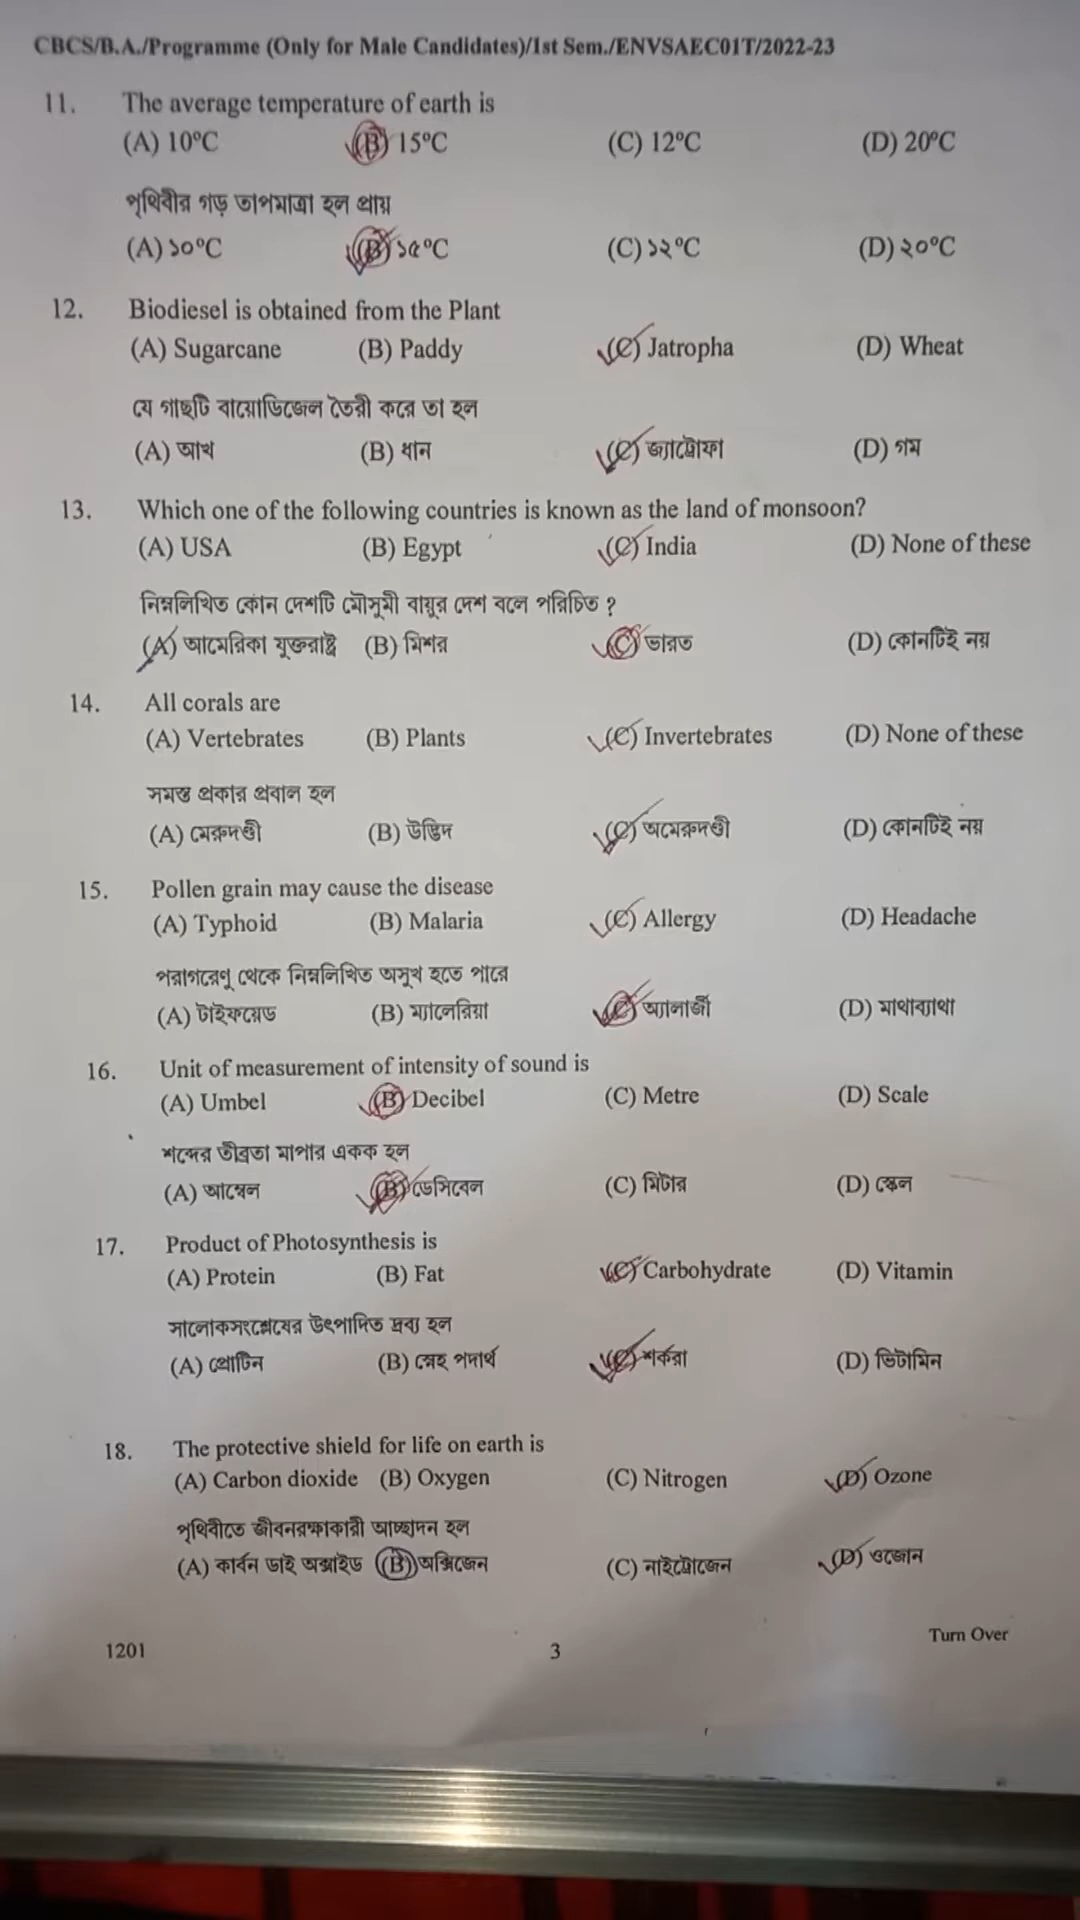 CBCS/B.A./Programme (Only for Male Candidates)/1st Sem./ENVSAEC01T/2022-23
11. The average temperature of earth is
(A) 10°C (B) 15°C (C) 12°C (D) 20°C
পৃথিবীর গড় তাপমাত্রা হল প্রায়
(A) ১০°C (B) ১৫°C (C) ১২°C (D) ২০°C
12. Biodiesel is obtained from the Plant
(A) Sugarcane (B) Paddy (C) Jatropha (D) Wheat
যে গাছটি বায়োডিজেল তৈরী করে তা হল
(A) আখ (B) ধান (C) জ্যাট্রোফা (D) গম
13. Which one of the following countries is known as the land of monsoon?
(A) USA (B) Egypt (C) India (D) None of these
নিম্নলিখিত কোন দেশটি মৌসুমী বায়ুর দেশ বলে পরিচিত ?
(A) আমেরিকা যুক্তরাষ্ট্র (B) মিশর (C) ভারত (D) কোনটিই নয়
14. All corals are
(A) Vertebrates (B) Plants (C) Invertebrates (D) None of these
সমস্ত প্রকার প্রবাল হল
(A) মেরুদণ্ডী (B) উদ্ভিদ (C) অমেরুদণ্ডী (D) কোনটিই নয়
15. Pollen grain may cause the disease
(A) Typhoid (B) Malaria (C) Allergy (D) Headache
পরাগরেণু থেকে নিম্নলিখিত অসুখ হতে পারে
(A) টাইফয়েড (B) ম্যালেরিয়া (C) অ্যালার্জী (D) মাথাব্যাথা
16. Unit of measurement of intensity of sound is
(A) Umbel (B) Decibel (C) Metre (D) Scale
শব্দের তীব্রতা মাপার একক হল
(A) আম্বেল (B) ডেসিবেল (C) মিটার (D) স্কেল
17. Product of Photosynthesis is
(A) Protein (B) Fat (C) Carbohydrate (D) Vitamin
সালোকসংশ্লেষের উৎপাদিত দ্রব্য হল
(A) প্রোটিন (B) স্নেহ পদার্থ (C) শর্করা (D) ভিটামিন
18. The protective shield for life on earth is
(A) Carbon dioxide (B) Oxygen (C) Nitrogen (D) Ozone
পৃথিবীতে জীবনরক্ষাকারী আচ্ছাদন হল
(A) কার্বন ডাই অক্সাইড (B) অক্সিজেন (C) নাইট্রোজেন (D) ওজোন
Turn Over
1201 3